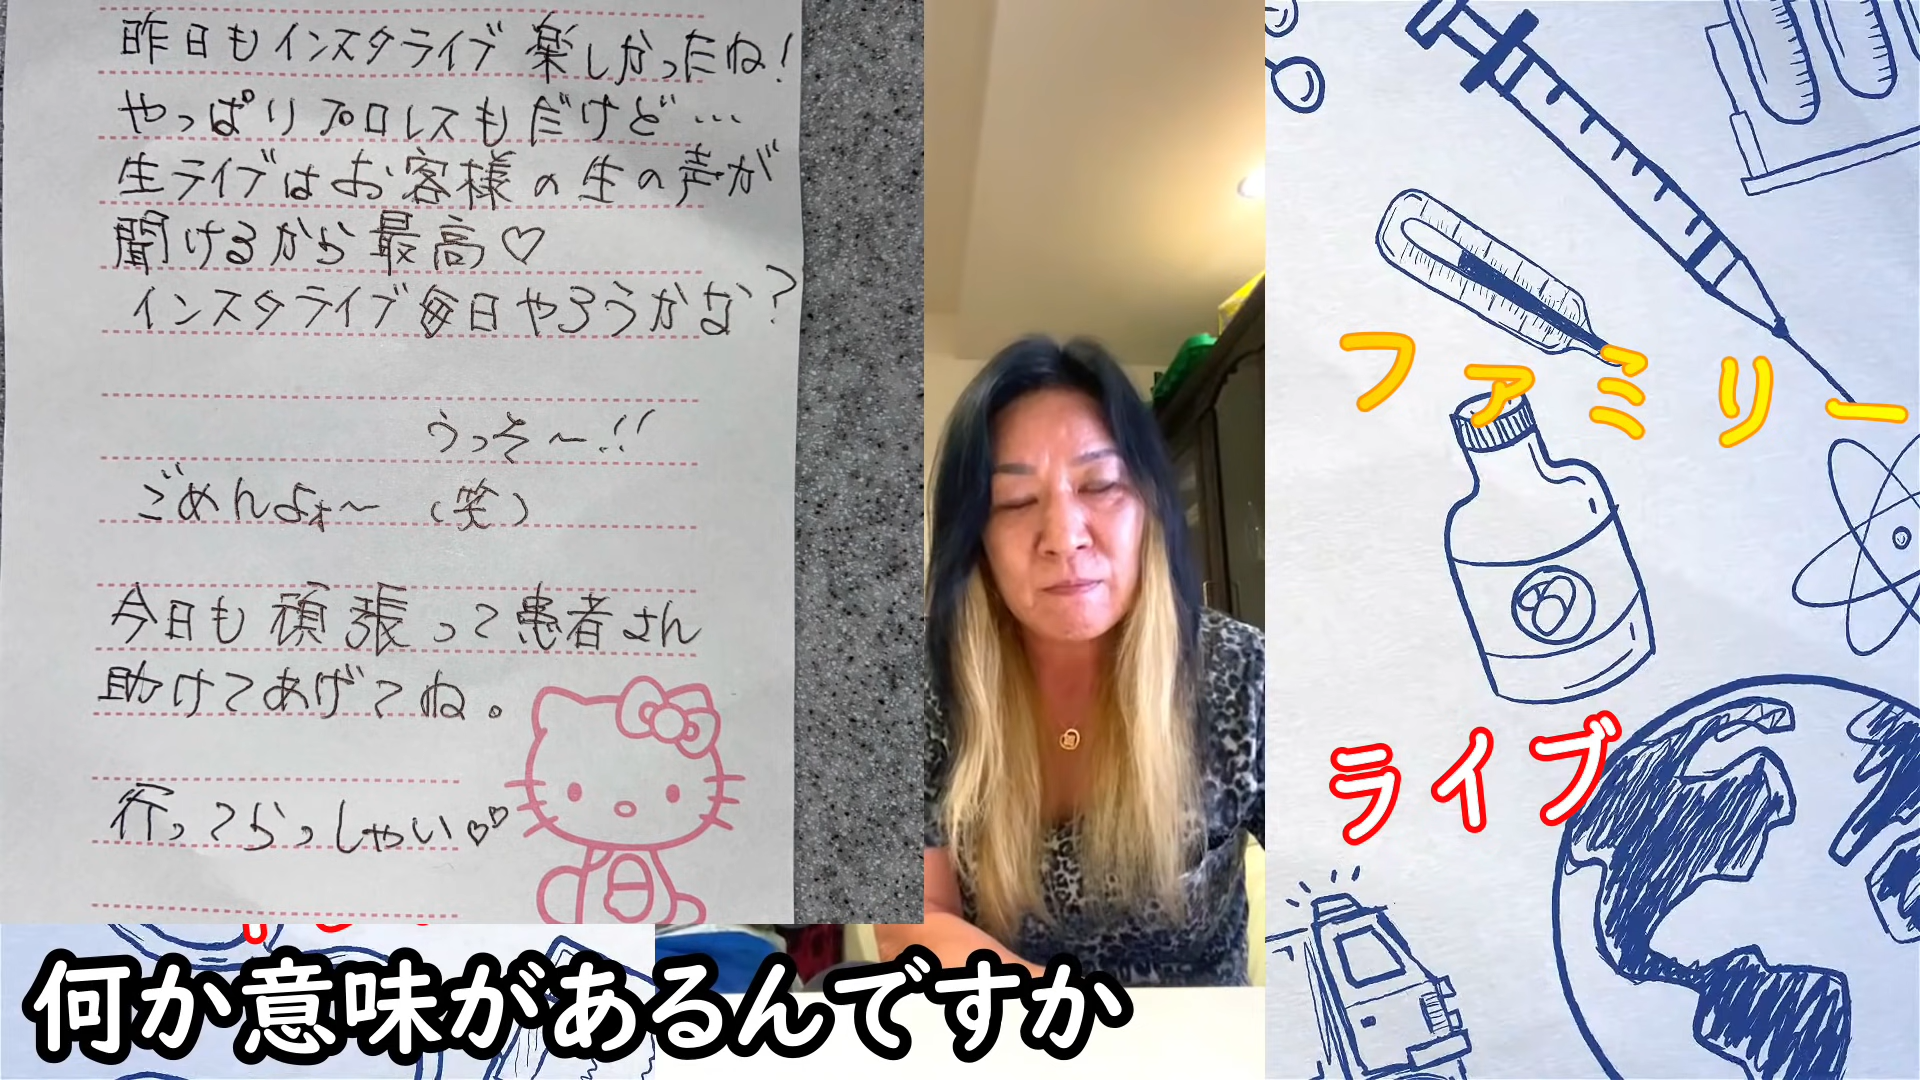 昨日もインスタライブ楽しかったね!
やっぱりプロレスもだけど…
生ライブはお客様の生の声が
聞けるから最高♡
インスタライブ毎日やろうかな?
うっそ〜!!
ごめんよォ〜(笑)
今日も頑張って患者さん
助けてあげてね。
行ってらっしゃい♡♡
ファミリー
ライブ
何か意味があるんですか